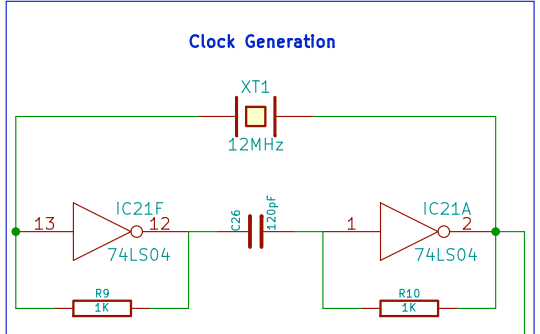 Clock Generation
XT1
12MHz
IC21F
13
12
74LS04
C26
120pF
IC21A
1
2
74LS04
R9
1K
R10
1K